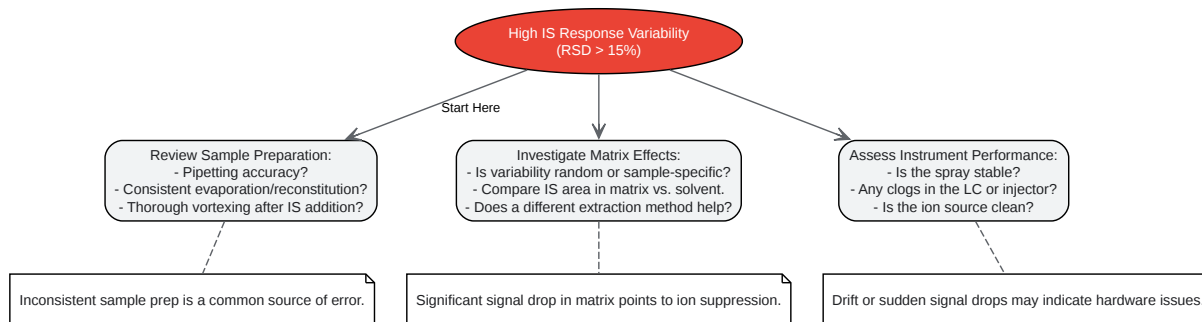 High IS Response Variability
(RSD > 15%)
Start Here
Review Sample Preparation:
- Pipetting accuracy?
- Consistent evaporation/reconstitution?
- Thorough vortexing after IS addition?
Investigate Matrix Effects:
- Is variability random or sample-specific?
- Compare IS area in matrix vs. solvent.
- Does a different extraction method help?
Assess Instrument Performance:
- Is the spray stable?
- Any clogs in the LC or injector?
- Is the ion source clean?
Inconsistent sample prep is a common source of error.
Significant signal drop in matrix points to ion suppression.
Drift or sudden signal drops may indicate hardware issues